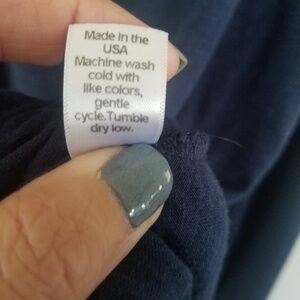 Made in the
USA
Machine wash
cold with
like colors,
gentle
cycle.Tumble
dry low.